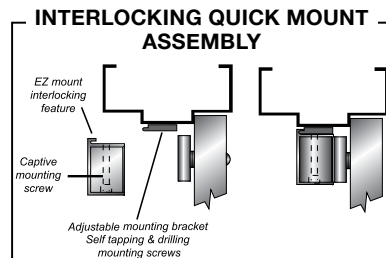 INTERLOCKING QUICK MOUNT
ASSEMBLY
EZ mount
interlocking
feature
Captive
mounting
screw
Adjustable mounting bracket
Self tapping & drilling
mounting screws